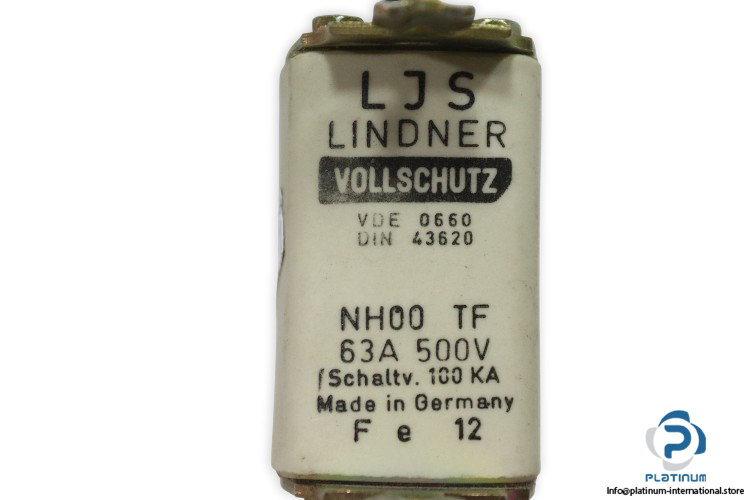 LJS
LINDNER
VOLLSCHUTZ
VDE 0660
DIN 43620
NH00 TF
63A 500V
/Schaltv. 100 KA
Made in Germany
F e 12
PLATINUM
Info@platinum-international.store